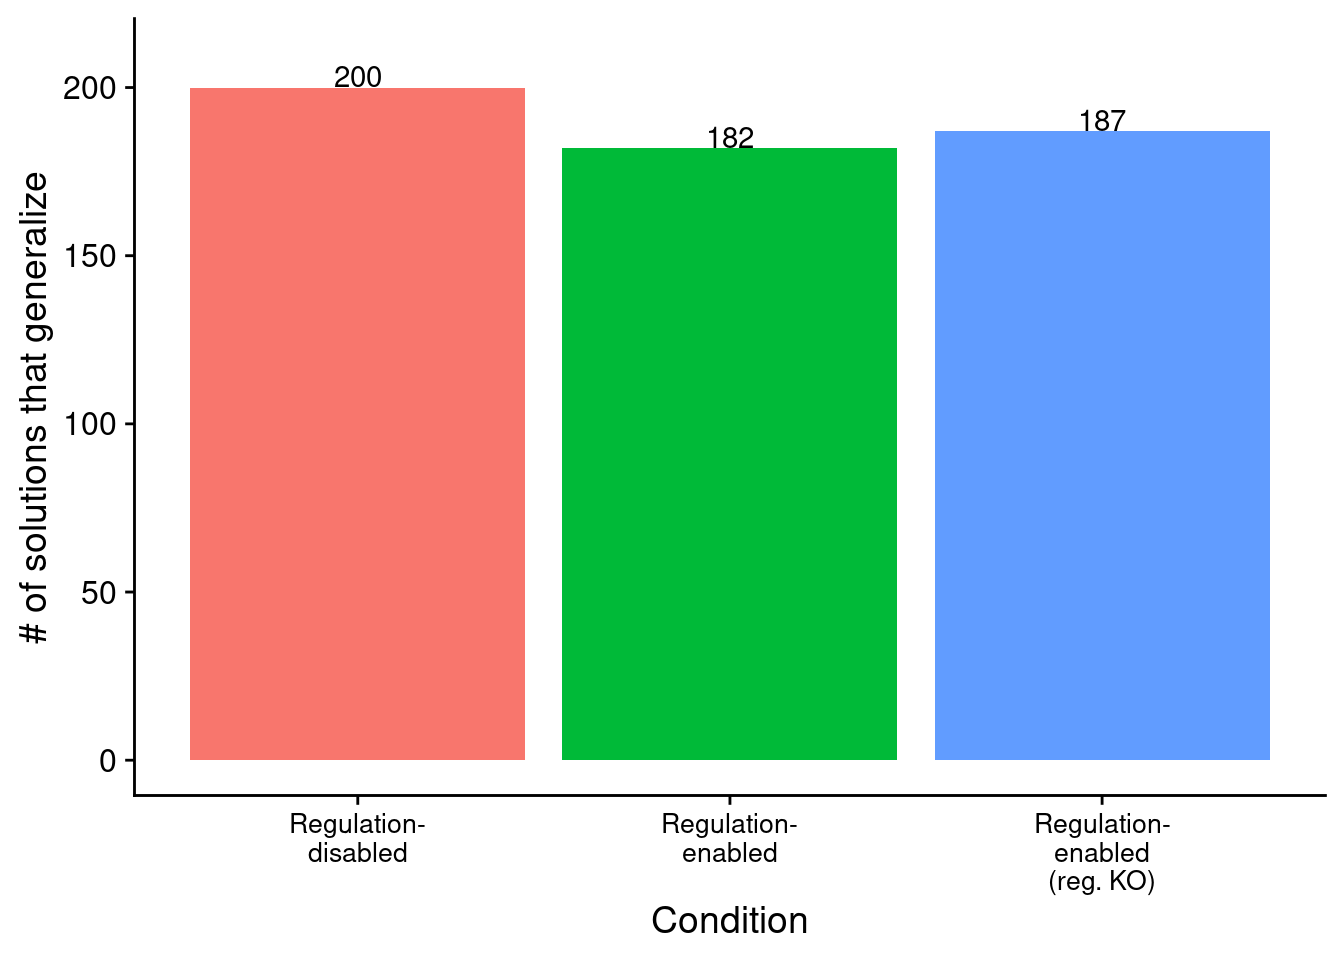 # of solutions that generalize
200
150
100
50
0
200
182
187
Regulation-
disabled
Regulation-
enabled
Regulation-
enabled
(reg. KO)
Condition